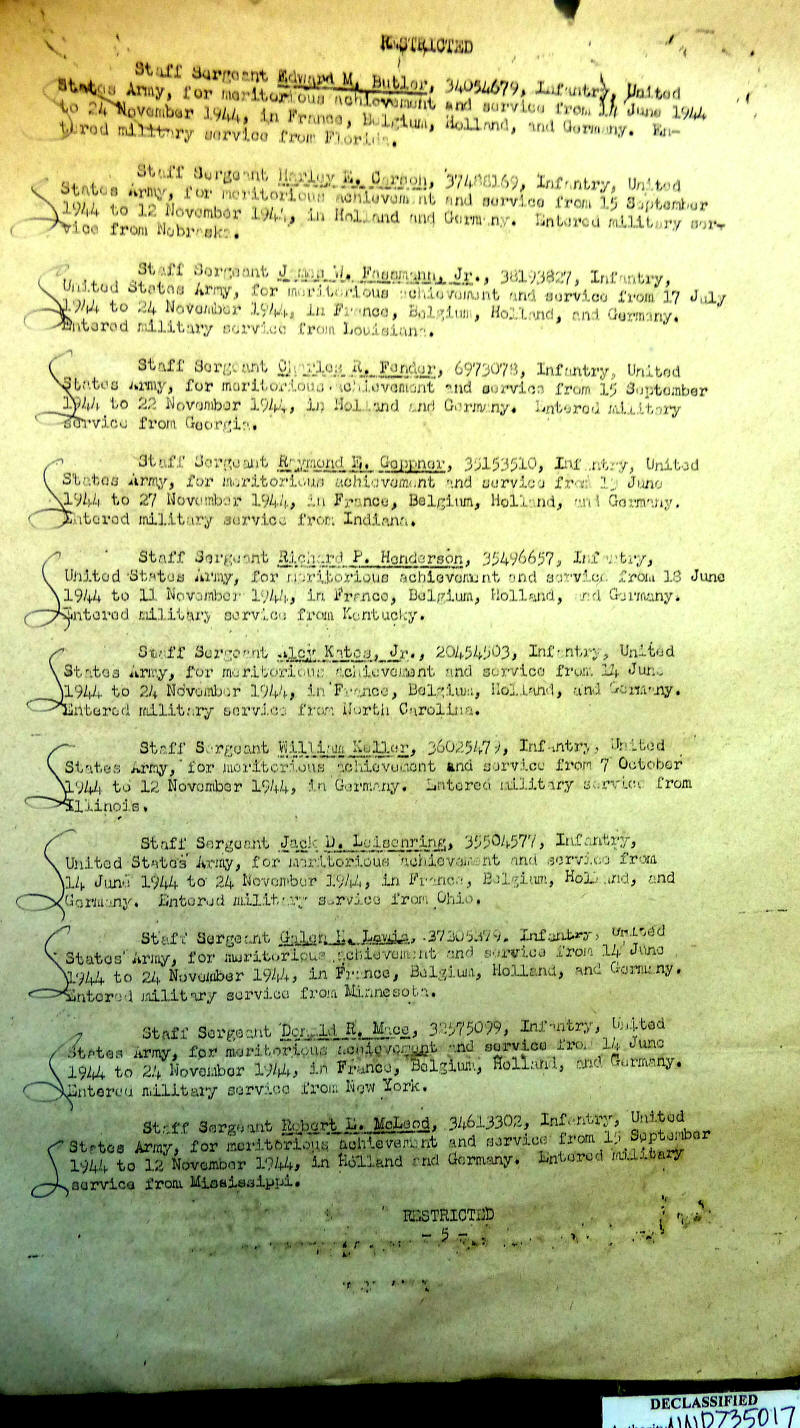 RESTRICTED
Staff Sergeant Edward M. Butler, 34054679, Infantry, United
States Army, for meritorious achievement and service from 14 June 1944
to 24 November 1944, in France, Belgium, Holland, and Germany. En-
tered military service from Florida.
Staff Sergeant Harley E. Carson, 37488169, Infantry, United
States Army, for meritorious achievement and service from 15 September
1944 to 12 November 1944, in Holland and Germany. Entered military ser-
vice from Nebraska.
Staff Sergeant W. Fassmann, Jr., 38193827, Infantry,
United States Army, for meritorious achievement and service from 17 July
1944 to 24 November 1944, in France, Belgium, Holland, and Germany.
Entered military service from Louisiana.
Staff Sergeant Charles R. Fender, 6973078, Infantry, United
States Army, for meritorious achievement and service from 15 September
1944 to 22 November 1944, in Holland and Germany. Entered military
service from Georgia.
Staff Sergeant Raymond E. Goppner, 35153510, Infantry, United
States Army, for meritorious achievement and service from June
1944 to 27 November 1944, in France, Belgium, Holland, and Germany.
Entered military service from Indiana.
Staff Sergeant Richard P. Henderson, 35496657, Infantry,
United States Army, for meritorious achievement and service from 18 June
1944 to 11 November 1944, in France, Belgium, Holland, and Germany.
Entered military service from Kentucky.
Staff Sergeant Alex Kates, Jr., 20454503, Infantry, United
States Army, for meritorious achievement and service from 14 June
1944 to 24 November 1944, in France, Belgium, Holland, and Germany.
Entered military service from North Carolina.
Staff Sergeant William Keller, 36025479, Infantry, United
States Army, for meritorious achievement and service from 7 October
1944 to 12 November 1944, in Germany. Entered military service from
Illinois.
Staff Sergeant Jack D. Leisenring, 35504577, Infantry,
United States Army, for meritorious achievement and service from
14 June 1944 to 24 November 1944, in France, Belgium, Holland, and
Germany. Entered military service from Ohio.
Staff Sergeant Galen E. Lewis, 37305379, Infantry, United
States Army, for meritorious achievement and service from 14 June
1944 to 24 November 1944, in France, Belgium, Holland, and Germany.
Entered military service from Minnesota.
Staff Sergeant Donald R. Mace, 32575099, Infantry, United
States Army, for meritorious achievement and service from 14 June
1944 to 24 November 1944, in France, Belgium, Holland, and Germany.
Entered military service from New York.
Staff Sergeant Robert L. McLeod, 34613302, Infantry, United
States Army, for meritorious achievement and service from 15 September
1944 to 12 November 1944, in Holland and Germany. Entered military
service from Mississippi.
RESTRICTED
- 5 -
DECLASSIFIED
NND735017